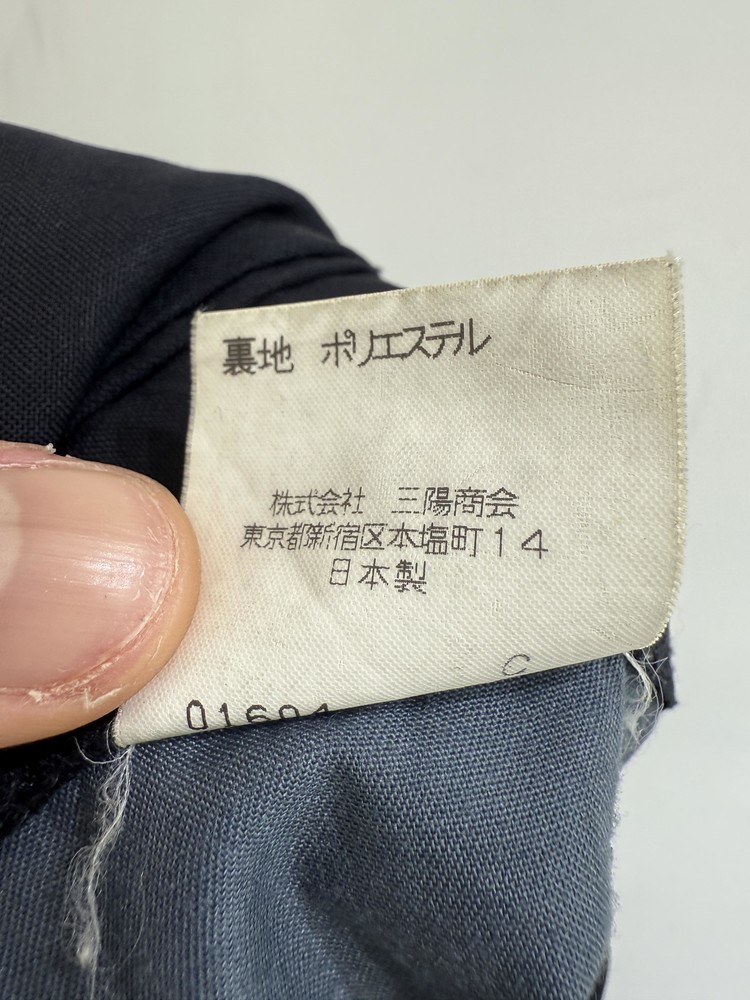 裏地 ポリエステル
株式会社 三陽商会
東京都新宿区本塩町14
日本製
C